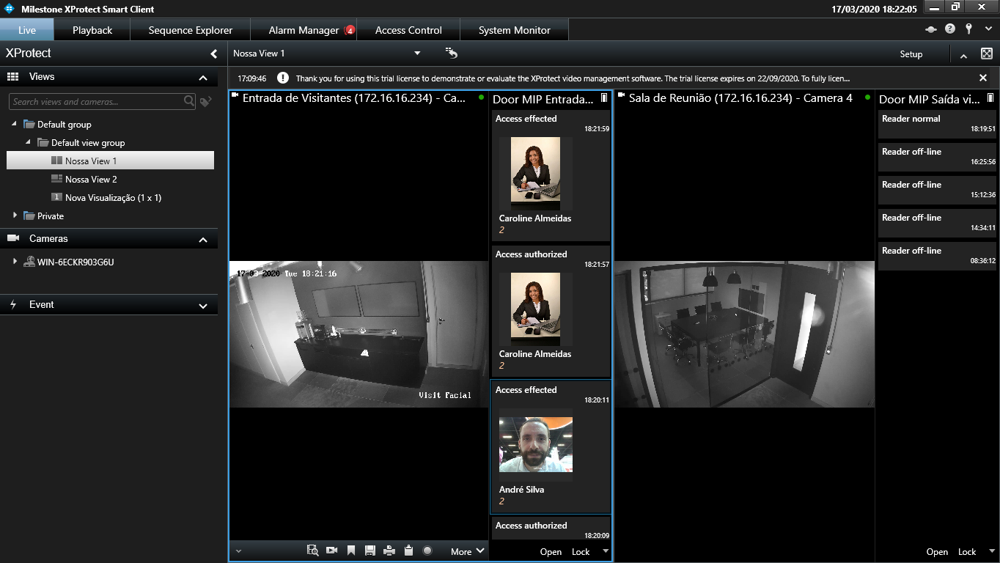 Milestone XProtect Smart Client
17/03/2020 18:22:05
Live
Playback
Sequence Explorer
Alarm Manager
4
Access Control
System Monitor
XProtect
Nossa View 1
Setup
Views
17:09:46
Thank you for using this trial license to demonstrate or evaluate the XProtect video management software. The trial license expires on 22/09/2020. To fully licen...
Search views and cameras...
Default group
Default view group
Nossa View 1
Nossa View 2
1
Nova Visualização (1 x 1)
Private
Cameras
WIN-6ECKR903G6U
Event
Entrada de Visitantes (172.16.16.234) - Ca...
17-03-2020 Tue 18:21:16
Visit Facial
More
Door MIP Entrada...
Access effected
18:21:59
Caroline Almeidas
2
Access authorized
18:21:57
Caroline Almeidas
2
Access effected
18:20:11
André Silva
2
Access authorized
18:20:09
Open
Lock
Sala de Reunião (172.16.16.234) - Camera 4
Door MIP Saída vi...
Reader normal
18:19:51
Reader off-line
16:25:56
Reader off-line
15:12:36
Reader off-line
14:34:11
Reader off-line
08:36:12
Open
Lock